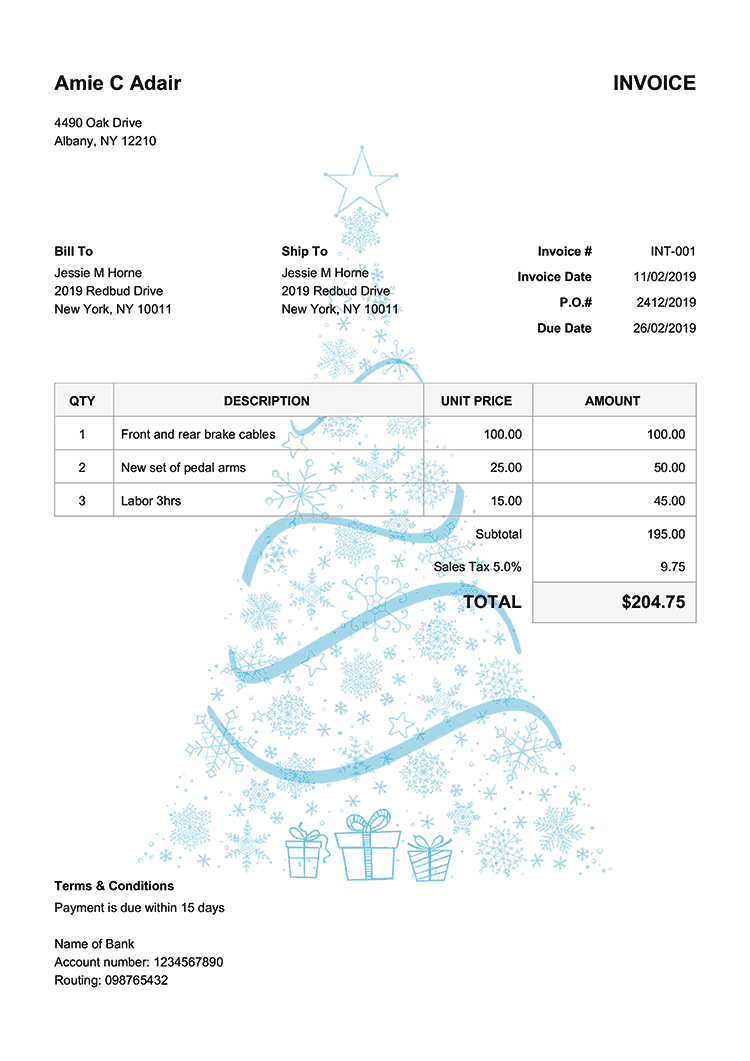 Amie C Adair
INVOICE
4490 Oak Drive
Albany, NY 12210
Bill To
Jessie M Horne
2019 Redbud Drive
New York, NY 10011
Ship To
Jessie M Horne
2019 Redbud Drive
New York, NY 10011
Invoice # INT-001
Invoice Date 11/02/2019
P.O.# 2412/2019
Due Date 26/02/2019
QTY DESCRIPTION UNIT PRICE AMOUNT
1 Front and rear brake cables 100.00 100.00
2 New set of pedal arms 25.00 50.00
3 Labor 3hrs 15.00 45.00
Subtotal 195.00
Sales Tax 5.0% 9.75
TOTAL $204.75
Terms & Conditions
Payment is due within 15 days
Name of Bank
Account number: 1234567890
Routing: 098765432